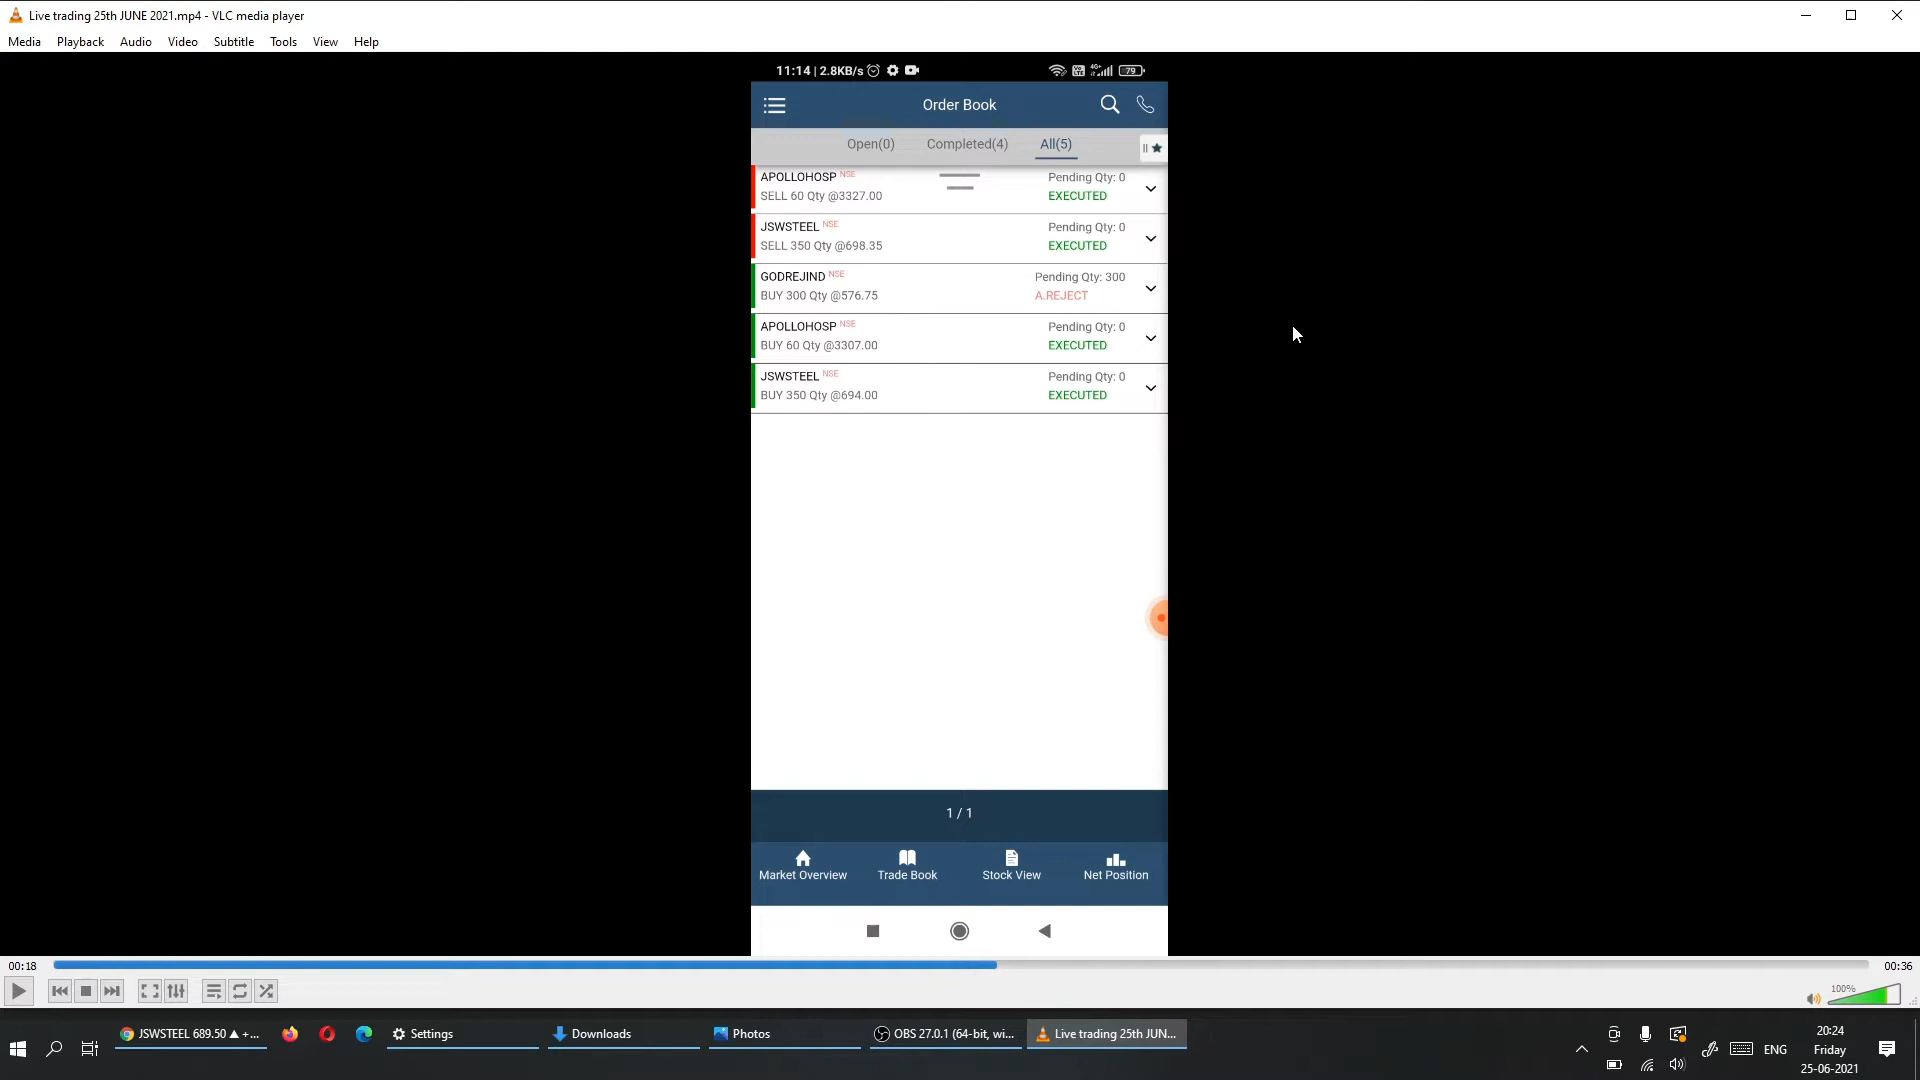 Live trading 25th JUNE 2021.mp4 - VLC media player
Media Playback Audio Video Subtitle Tools View Help
11:14 | 2.8KB/s 79
Order Book
Open(0) Completed(4) All(5)
APOLLOHOSP NSE Pending Qty: 0
SELL 60 Qty @3327.00 EXECUTED
JSWSTEEL NSE Pending Qty: 0
SELL 350 Qty @698.35 EXECUTED
GODREJIND NSE Pending Qty: 300
BUY 300 Qty @576.75 A.REJECT
APOLLOHOSP NSE Pending Qty: 0
BUY 60 Qty @3307.00 EXECUTED
JSWSTEEL NSE Pending Qty: 0
BUY 350 Qty @694.00 EXECUTED
1 / 1
Market Overview Trade Book Stock View Net Position
00:18 00:36
100%
JSWSTEEL 689.50 ▲ +... Settings Downloads Photos OBS 27.0.1 (64-bit, wi... Live trading 25th JUN...
ENG
20:24
Friday
25-06-2021